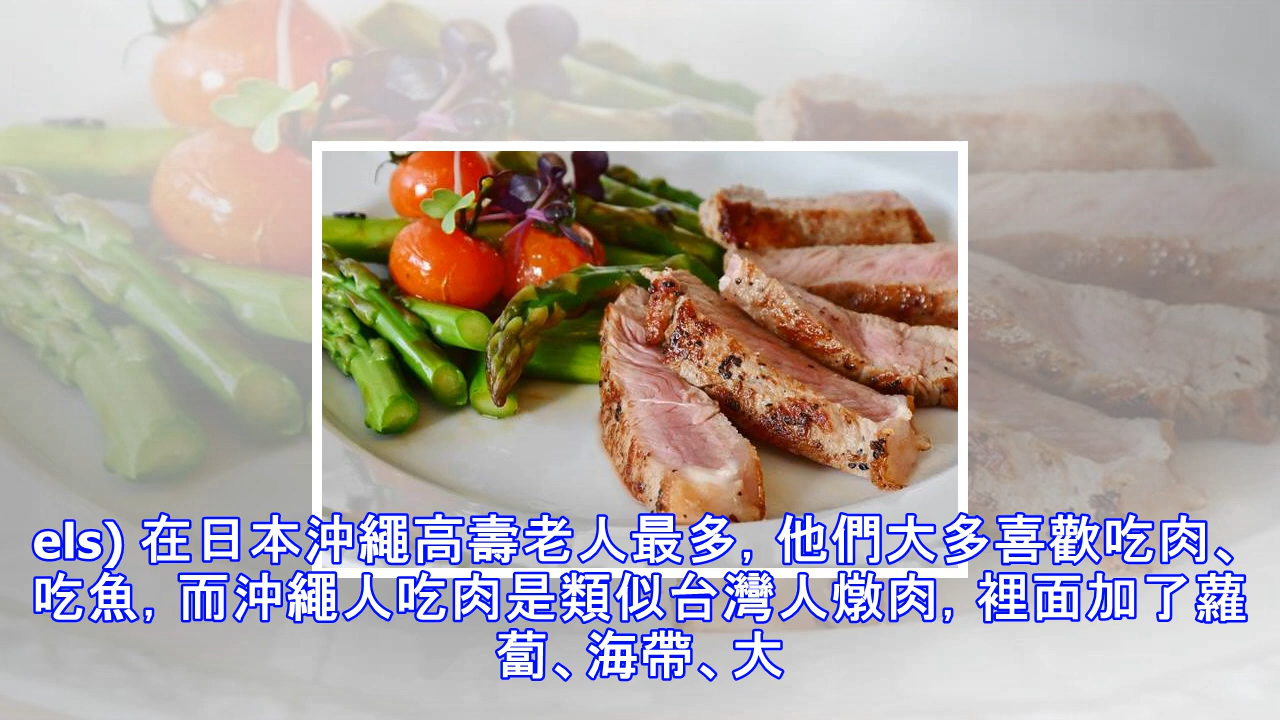 els) 在日本沖繩高壽老人最多, 他們大多喜歡吃肉、
吃魚, 而沖繩人吃肉是類似台灣人燉肉, 裡面加了蘿
蔔、海帶、大